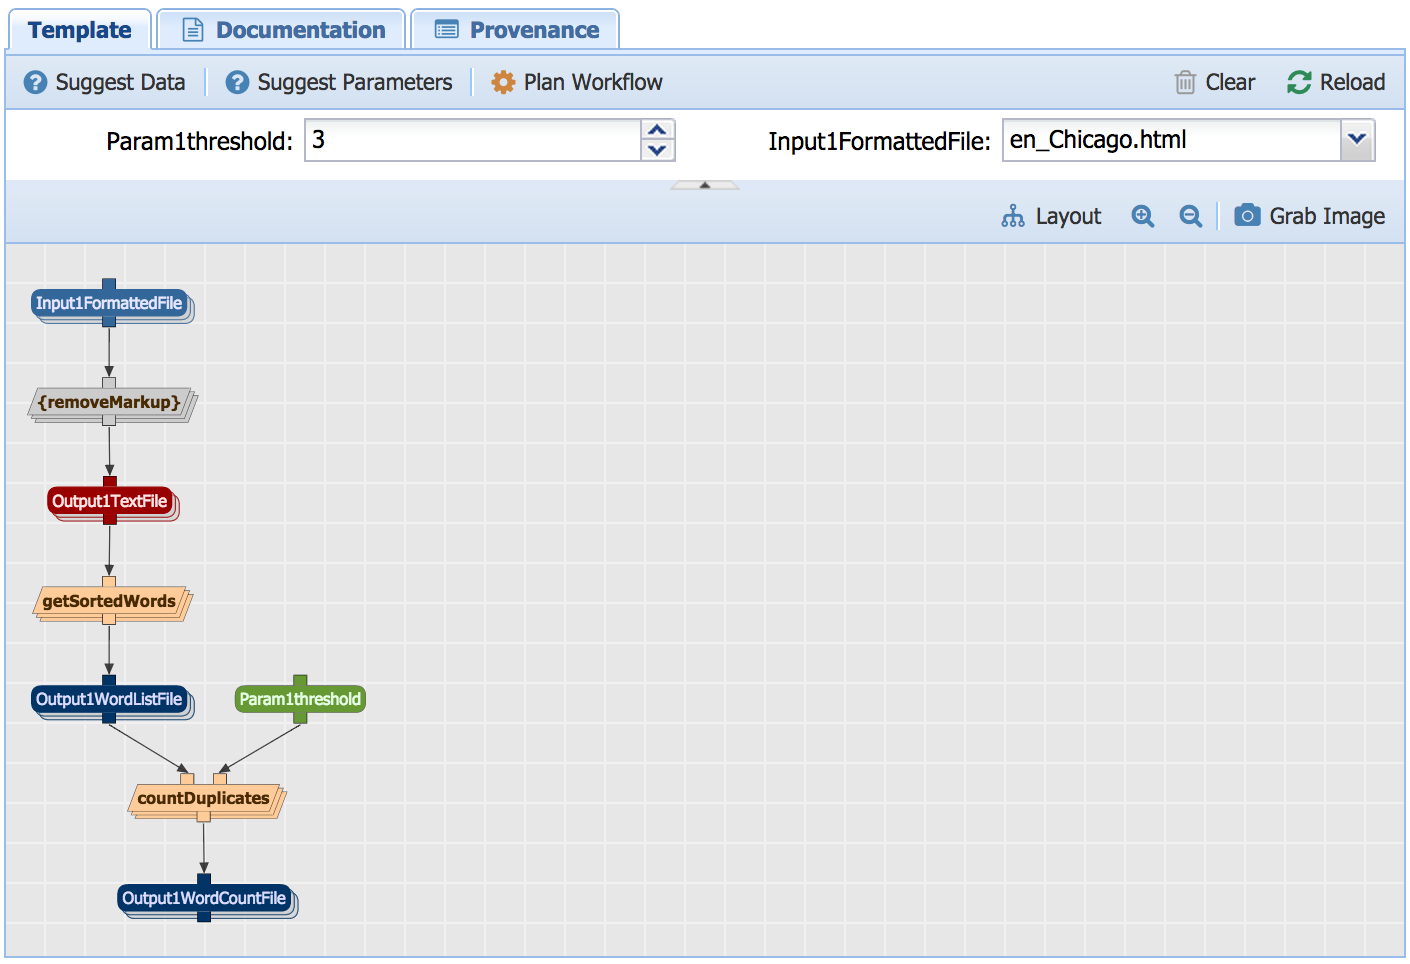 Template Documentation Provenance
Suggest Data Suggest Parameters Plan Workflow Clear Reload
Param1threshold: 3 Input1FormattedFile: en_Chicago.html
Layout Grab Image
Input1FormattedFile
{removeMarkup}
Output1TextFile
getSortedWords
Output1WordListFile Param1threshold
countDuplicates
Output1WordCountFile